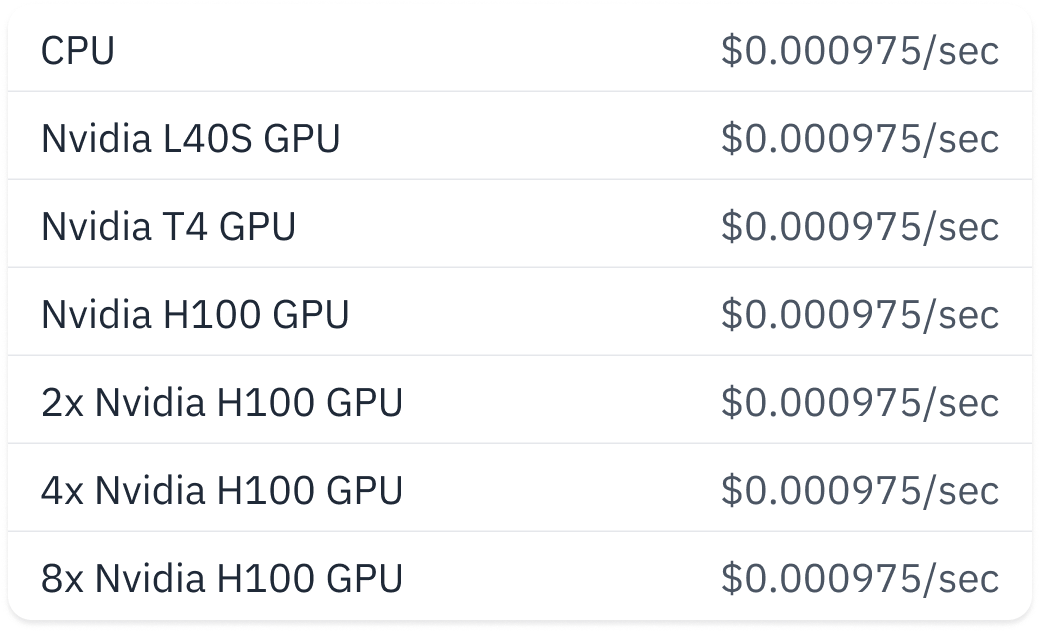 CPU $0.000975/sec
Nvidia L40S GPU $0.000975/sec
Nvidia T4 GPU $0.000975/sec
Nvidia H100 GPU $0.000975/sec
2x Nvidia H100 GPU $0.000975/sec
4x Nvidia H100 GPU $0.000975/sec
8x Nvidia H100 GPU $0.000975/sec